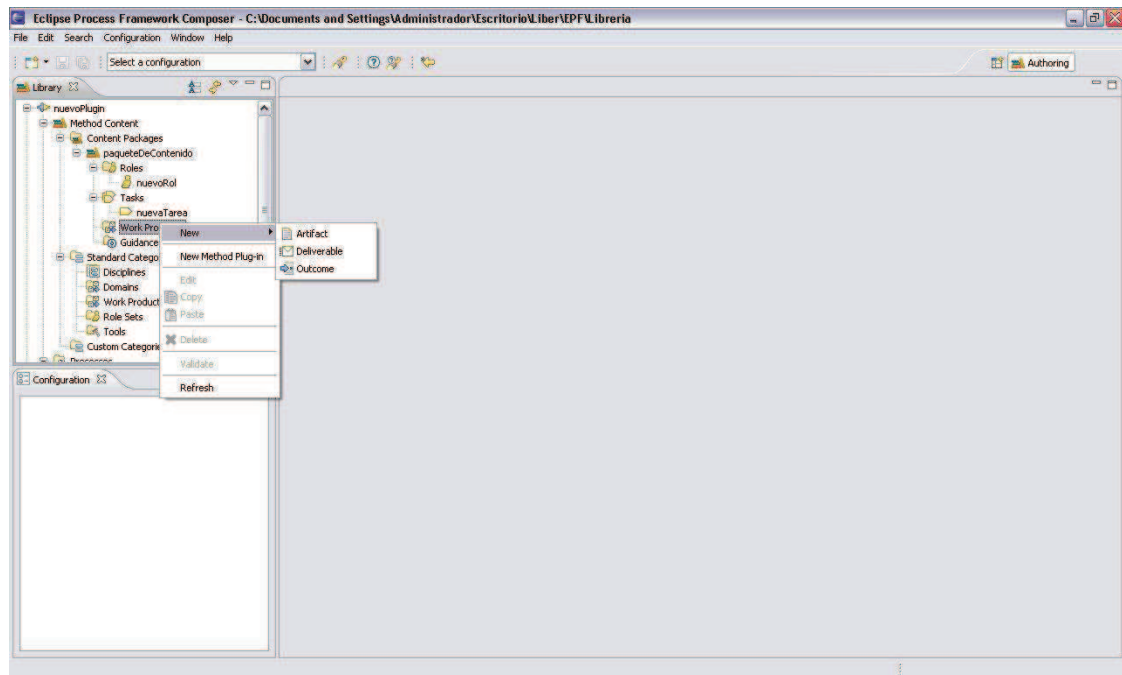 Eclipse Process Framework Composer - C:\Documents and Settings\Administrador\Escritorio\Liber\EPF\Libreria
File Edit Search Configuration Window Help
Select a configuration
Authoring
Library
nuevoPlugin
Method Content
Content Packages
paqueteDeContenido
Roles
nuevoRol
Tasks
nuevaTarea
Work Pro
Guidance
Standard Catego
Disciplines
Domains
Work Product
Role Sets
Tools
Custom Categori
Processes
New
New Method Plug-in
Edit
Copy
Paste
Delete
Validate
Refresh
Artifact
Deliverable
Outcome
Configuration